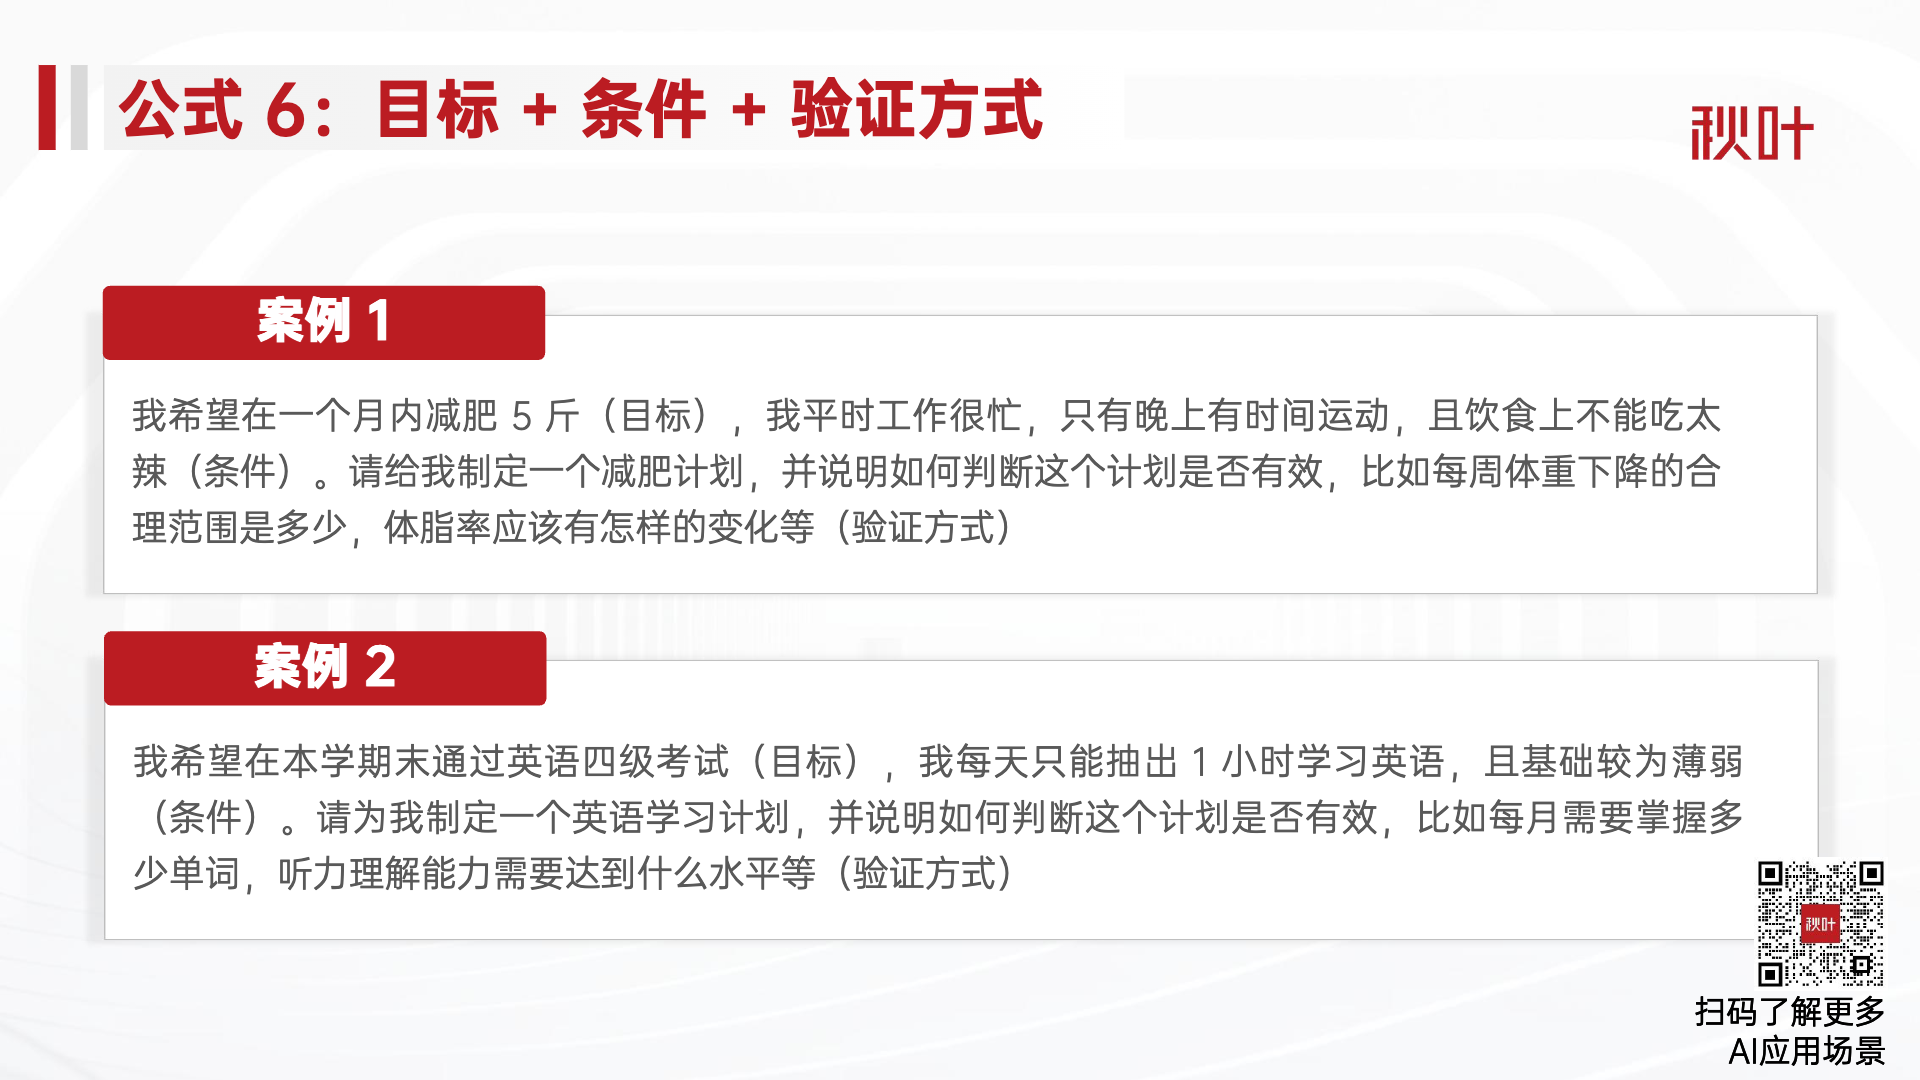 公式 6：目标 + 条件 + 验证方式
秋叶
案例 1
我希望在一个月内减肥 5 斤（目标），我平时工作很忙，只有晚上有时间运动，且饮食上不能吃太
辣（条件）。请给我制定一个减肥计划，并说明如何判断这个计划是否有效，比如每周体重下降的合
理范围是多少，体脂率应该有怎样的变化等（验证方式）
案例 2
我希望在本学期末通过英语四级考试（目标），我每天只能抽出 1 小时学习英语，且基础较为薄弱
（条件）。请为我制定一个英语学习计划，并说明如何判断这个计划是否有效，比如每月需要掌握多
少单词，听力理解能力需要达到什么水平等（验证方式）
秋叶
扫码了解更多
AI应用场景